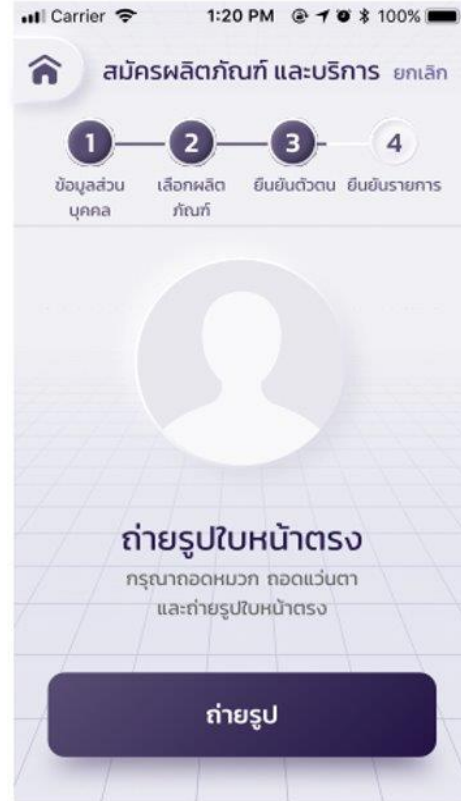 Carrier 1:20 PM 100%
สมัครผลิตภัณฑ์ และบริการ ยกเลิก
1 2 3 4
ข้อมูลส่วน เลือกผลิต ยืนยันตัวตน ยืนยันรายการ
บุคคล ภัณฑ์
ถ่ายรูปใบหน้าตรง
กรุณาถอดหมวก ถอดแว่นตา
และถ่ายรูปใบหน้าตรง
ถ่ายรูป